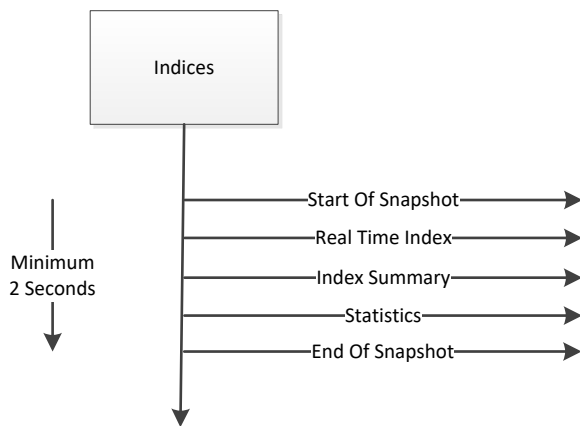 Indices
Start Of Snapshot
Real Time Index
Minimum
2 Seconds
Index Summary
Statistics
End Of Snapshot